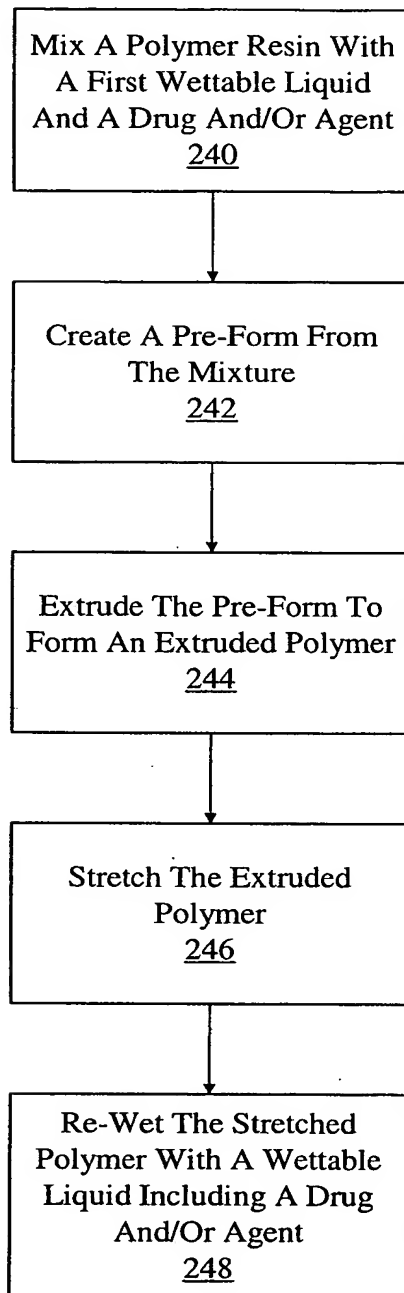 Mix A Polymer Resin With
A First Wettable Liquid
And A Drug And/Or Agent
240
Create A Pre-Form From
The Mixture
242
Extrude The Pre-Form To
Form An Extruded Polymer
244
Stretch The Extruded
Polymer
246
Re-Wet The Stretched
Polymer With A Wettable
Liquid Including A Drug
And/Or Agent
248